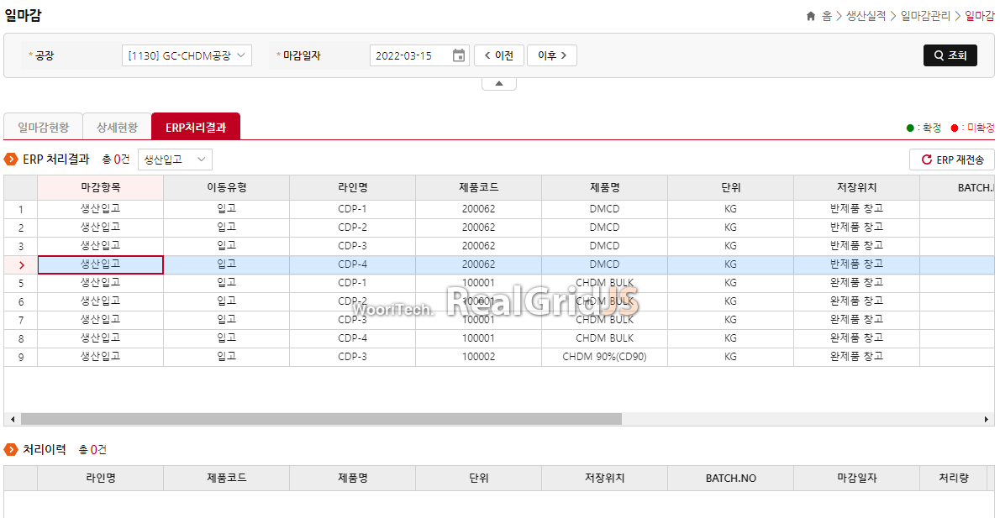 일마감
홈 > 생산실적 > 일마감관리 > 일마감
* 공장 [1130] GC-CHDM공장 * 마감일자 2022-03-15 < 이전 이후 > 조회
일마감현황 상세현황 ERP처리결과 ● : 확정 ● : 미확정
ERP 처리결과 총 0건 생산입고 ERP 재전송
마감항목 이동유형 라인명 제품코드 제품명 단위 저장위치 BATCH.
1 생산입고 입고 CDP-1 200062 DMCD KG 반제품 창고
2 생산입고 입고 CDP-2 200062 DMCD KG 반제품 창고
3 생산입고 입고 CDP-3 200062 DMCD KG 반제품 창고
> 생산입고 입고 CDP-4 200062 DMCD KG 반제품 창고
5 생산입고 입고 CDP-1 100001 CHDM BULK KG 완제품 창고
6 생산입고 입고 CDP-2 100001 CHDM BULK KG 완제품 창고
WooriTech. RealGridJS
7 생산입고 입고 CDP-3 100001 CHDM BULK KG 완제품 창고
8 생산입고 입고 CDP-4 100001 CHDM BULK KG 완제품 창고
9 생산입고 입고 CDP-3 100002 CHDM 90%(CD90) KG 완제품 창고
처리이력 총 0건
라인명 제품코드 제품명 단위 저장위치 BATCH.NO 마감일자 처리량